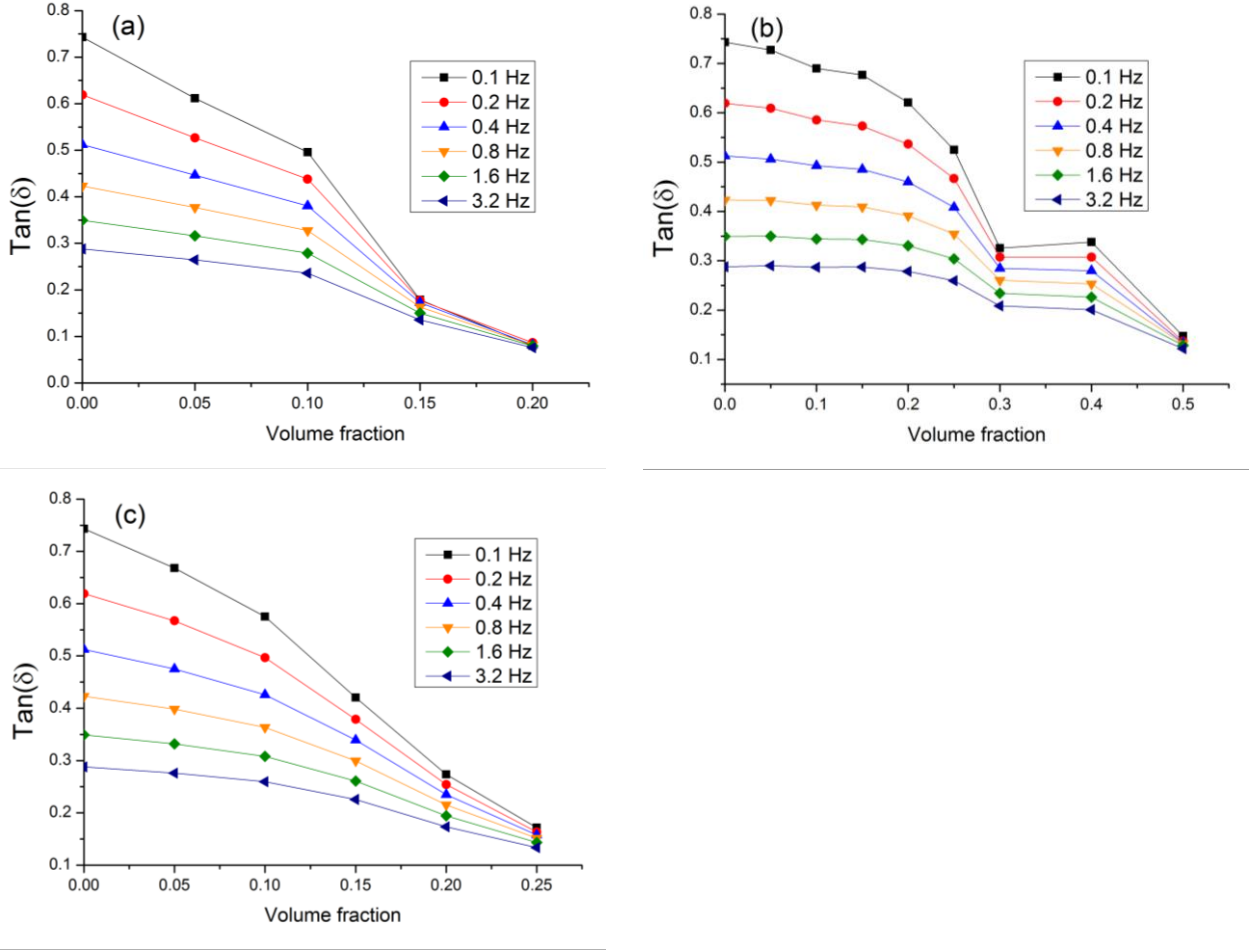 (a)
Tan(δ)
0.8
0.7
0.6
0.5
0.4
0.3
0.2
0.1
0.0
0.1 Hz
0.2 Hz
0.4 Hz
0.8 Hz
1.6 Hz
3.2 Hz
0.00 0.05 0.10 0.15 0.20
Volume fraction
(b)
Tan(δ)
0.8
0.7
0.6
0.5
0.4
0.3
0.2
0.1
0.1 Hz
0.2 Hz
0.4 Hz
0.8 Hz
1.6 Hz
3.2 Hz
0.0 0.1 0.2 0.3 0.4 0.5
Volume fraction
(c)
Tan(δ)
0.8
0.7
0.6
0.5
0.4
0.3
0.2
0.1
0.1 Hz
0.2 Hz
0.4 Hz
0.8 Hz
1.6 Hz
3.2 Hz
0.00 0.05 0.10 0.15 0.20 0.25
Volume fraction